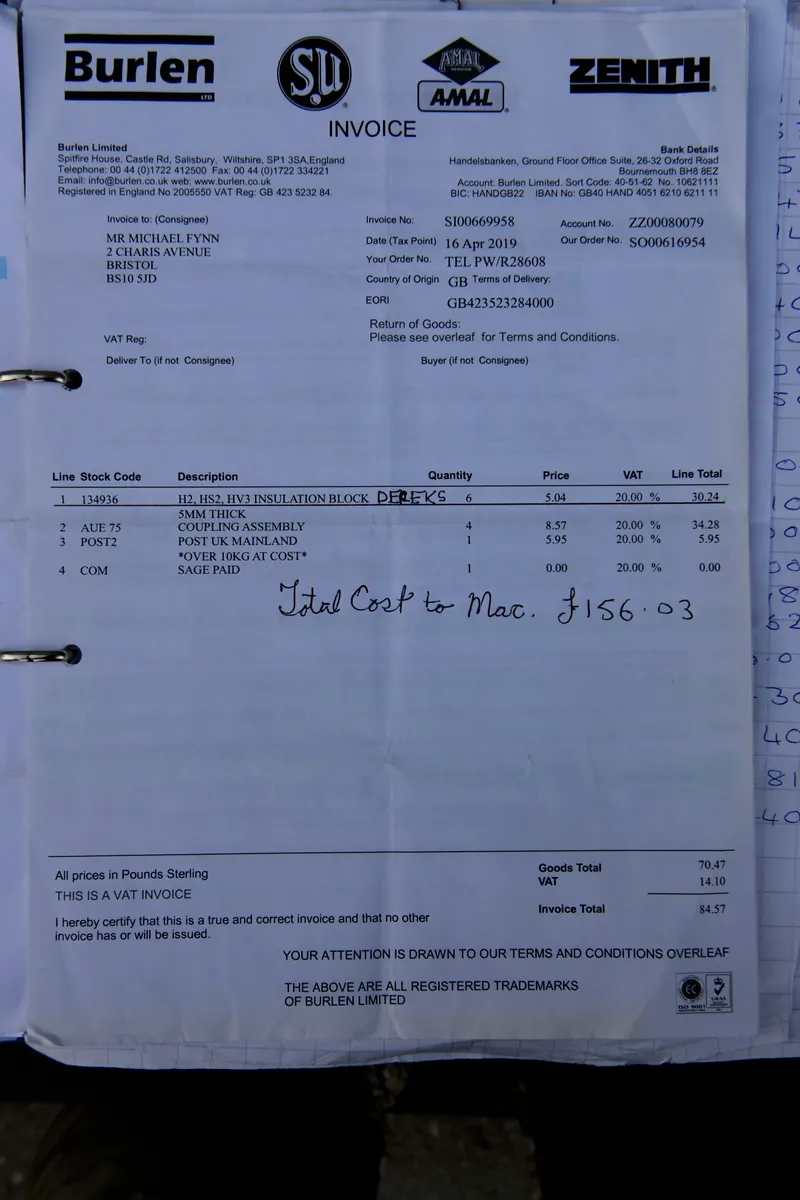 Burlen
LTD
S.U.
AMAL
AMAL
ZENITH
INVOICE
Burlen Limited
Spitfire House, Castle Rd, Salisbury, Wiltshire, SP1 3SA,England
Telephone: 00 44 (0)1722 412500 Fax: 00 44 (0)1722 334221
Email: info@burlen.co.uk web: www.burlen.co.uk
Registered in England No 2005550 VAT Reg: GB 423 5232 84.
Bank Details
Handelsbanken, Ground Floor Office Suite, 26-32 Oxford Road
Bournemouth BH8 8EZ
Account: Burlen Limited. Sort Code: 40-51-62 No. 10621111
BIC: HANDGB22 IBAN No: GB40 HAND 4051 6210 6211 11
Invoice to: (Consignee)
MR MICHAEL FYNN
2 CHARIS AVENUE
BRISTOL
BS10 5JD
VAT Reg:
Deliver To (if not Consignee)
Invoice No: SI00669958 Account No. ZZ00080079
Date (Tax Point) 16 Apr 2019 Our Order No. SO00616954
Your Order No. TEL PW/R28608
Country of Origin GB Terms of Delivery:
EORI GB423523284000
Return of Goods:
Please see overleaf for Terms and Conditions.
Buyer (if not Consignee)
Line Stock Code Description Quantity Price VAT Line Total
1 134936 H2, HS2, HV3 INSULATION BLOCK DEREKS 6 5.04 20.00 % 30.24
5MM THICK
2 AUE 75 COUPLING ASSEMBLY 4 8.57 20.00 % 34.28
3 POST2 POST UK MAINLAND 1 5.95 20.00 % 5.95
*OVER 10KG AT COST*
4 COM SAGE PAID 1 0.00 20.00 % 0.00
Total Cost to Mac. £156.03
All prices in Pounds Sterling
THIS IS A VAT INVOICE
I hereby certify that this is a true and correct invoice and that no other
invoice has or will be issued.
Goods Total 70.47
VAT 14.10
Invoice Total 84.57
YOUR ATTENTION IS DRAWN TO OUR TERMS AND CONDITIONS OVERLEAF
THE ABOVE ARE ALL REGISTERED TRADEMARKS
OF BURLEN LIMITED